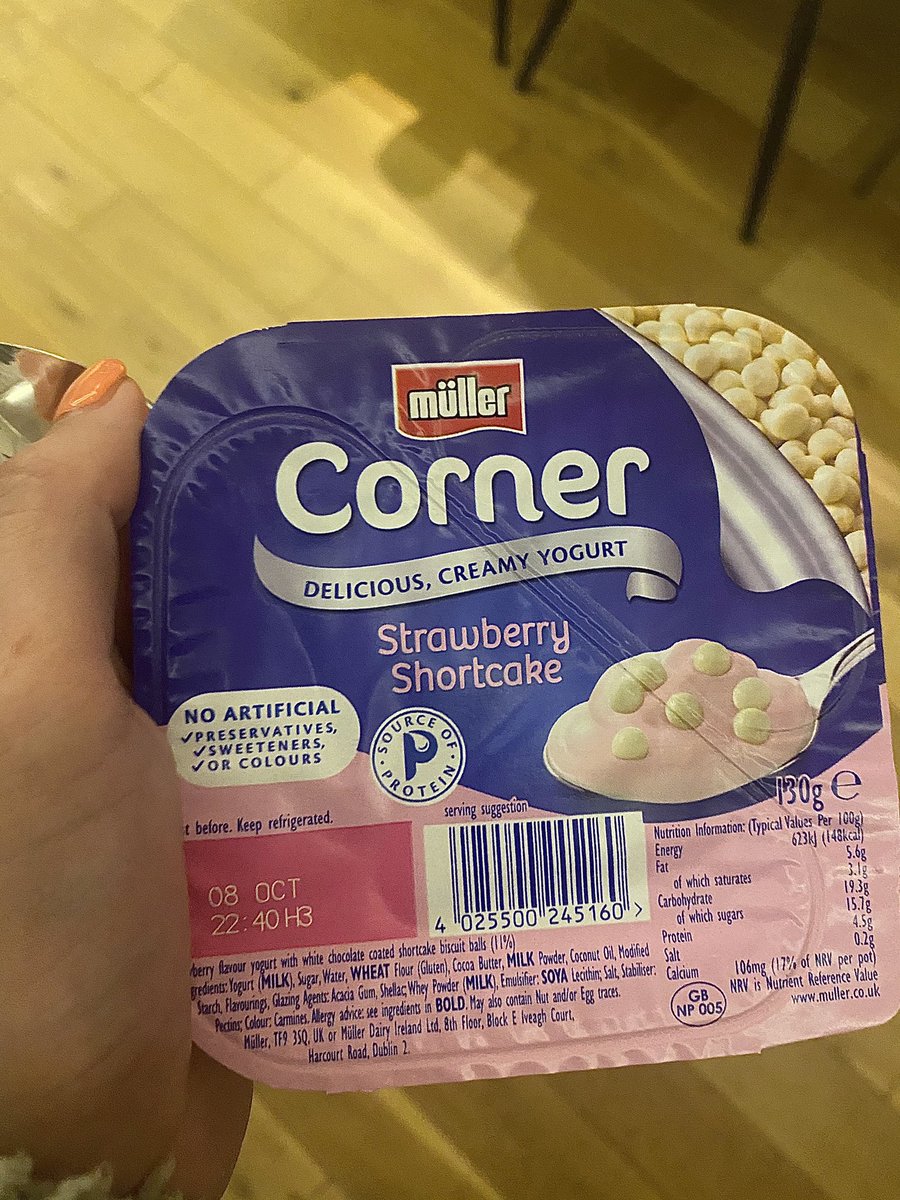 müller
Corner
DELICIOUS, CREAMY YOGURT
Strawberry
Shortcake
NO ARTIFICIAL
✓PRESERVATIVES,
✓SWEETENERS,
✓OR COLOURS
SOURCE OF
P
PROTEIN
130g e
serving suggestion
before. Keep refrigerated.
08 OCT
22:40 H3
4 025500 245160 >
Nutrition Information: (Typical Values Per 100g)
Energy 623kJ (148kcal)
Fat 5.6g
of which saturates 3.1g
Carbohydrate 19.3g
of which sugars 15.7g
Protein 4.5g
Salt 0.2g
Calcium 106mg (17% of NRV per pot)
NRV is Nutrient Reference Value
www.muller.co.uk
GB
NP 005
flavour yogurt with white chocolate coated shortcake biscuit balls (11%)
Yogurt (MILK), Sugar, Water, WHEAT Flour (Gluten), Cocoa Butter, MILK Powder, Coconut Oil, Modified
Starch, Flavourings, Glazing Agents: Acacia Gum, Shellac; Whey Powder (MILK), Emulsifier: SOYA Lecithin; Salt, Stabiliser:
Pectins; Colour: Carmines. Allergy advice: see ingredients in BOLD. May also contain Nut and/or Egg traces.
Müller, TF9 3SQ, UK or Müller Dairy Ireland Ltd, 8th Floor, Block E Iveagh Court,
Harcourt Road, Dublin 2.